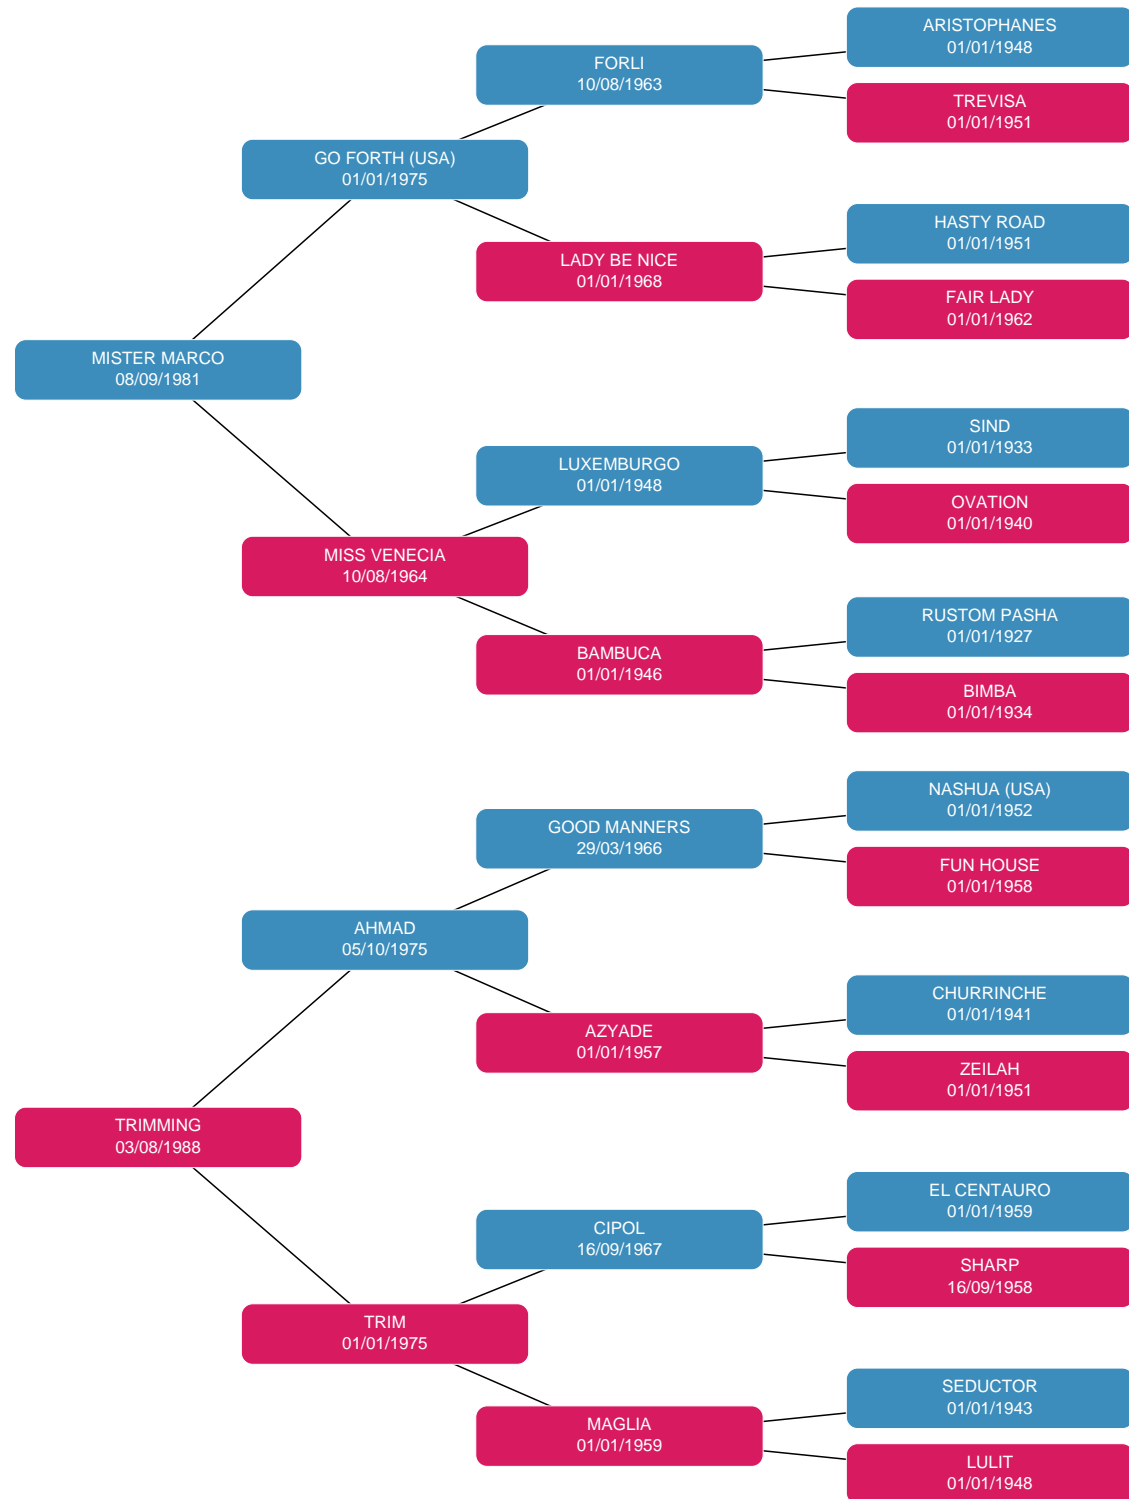 ARISTOPHANES
01/01/1948
FORLI
10/08/1963
TREVISA
01/01/1951
GO FORTH (USA)
01/01/1975
HASTY ROAD
01/01/1951
LADY BE NICE
01/01/1968
FAIR LADY
01/01/1962
MISTER MARCO
08/09/1981
SIND
01/01/1933
LUXEMBURGO
01/01/1948
OVATION
01/01/1940
MISS VENECIA
10/08/1964
RUSTOM PASHA
01/01/1927
BAMBUCA
01/01/1946
BIMBA
01/01/1934
NASHUA (USA)
01/01/1952
GOOD MANNERS
29/03/1966
FUN HOUSE
01/01/1958
AHMAD
05/10/1975
CHURRINCHE
01/01/1941
AZYADE
01/01/1957
ZEILAH
01/01/1951
TRIMMING
03/08/1988
EL CENTAURO
01/01/1959
CIPOL
16/09/1967
SHARP
16/09/1958
TRIM
01/01/1975
SEDUCTOR
01/01/1943
MAGLIA
01/01/1959
LULIT
01/01/1948